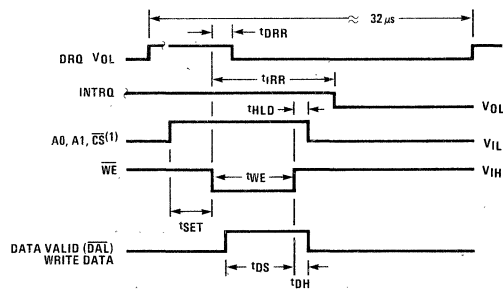 ≈ 32 µs
tDRR
DRQ VOL
tIRR
INTRQ
tHLD
VOL
A0, A1, CS(1)
VIL
WE
tWE
VIH
tSET
DATA VALID (DAL)
WRITE DATA
tDS
tDH